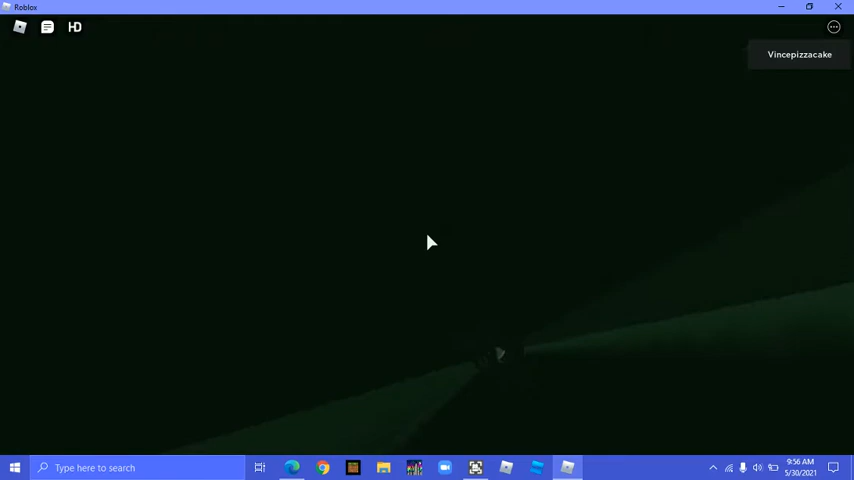 Roblox
HD
Vincepizzacake
Type here to search
9:56 AM
5/30/2021